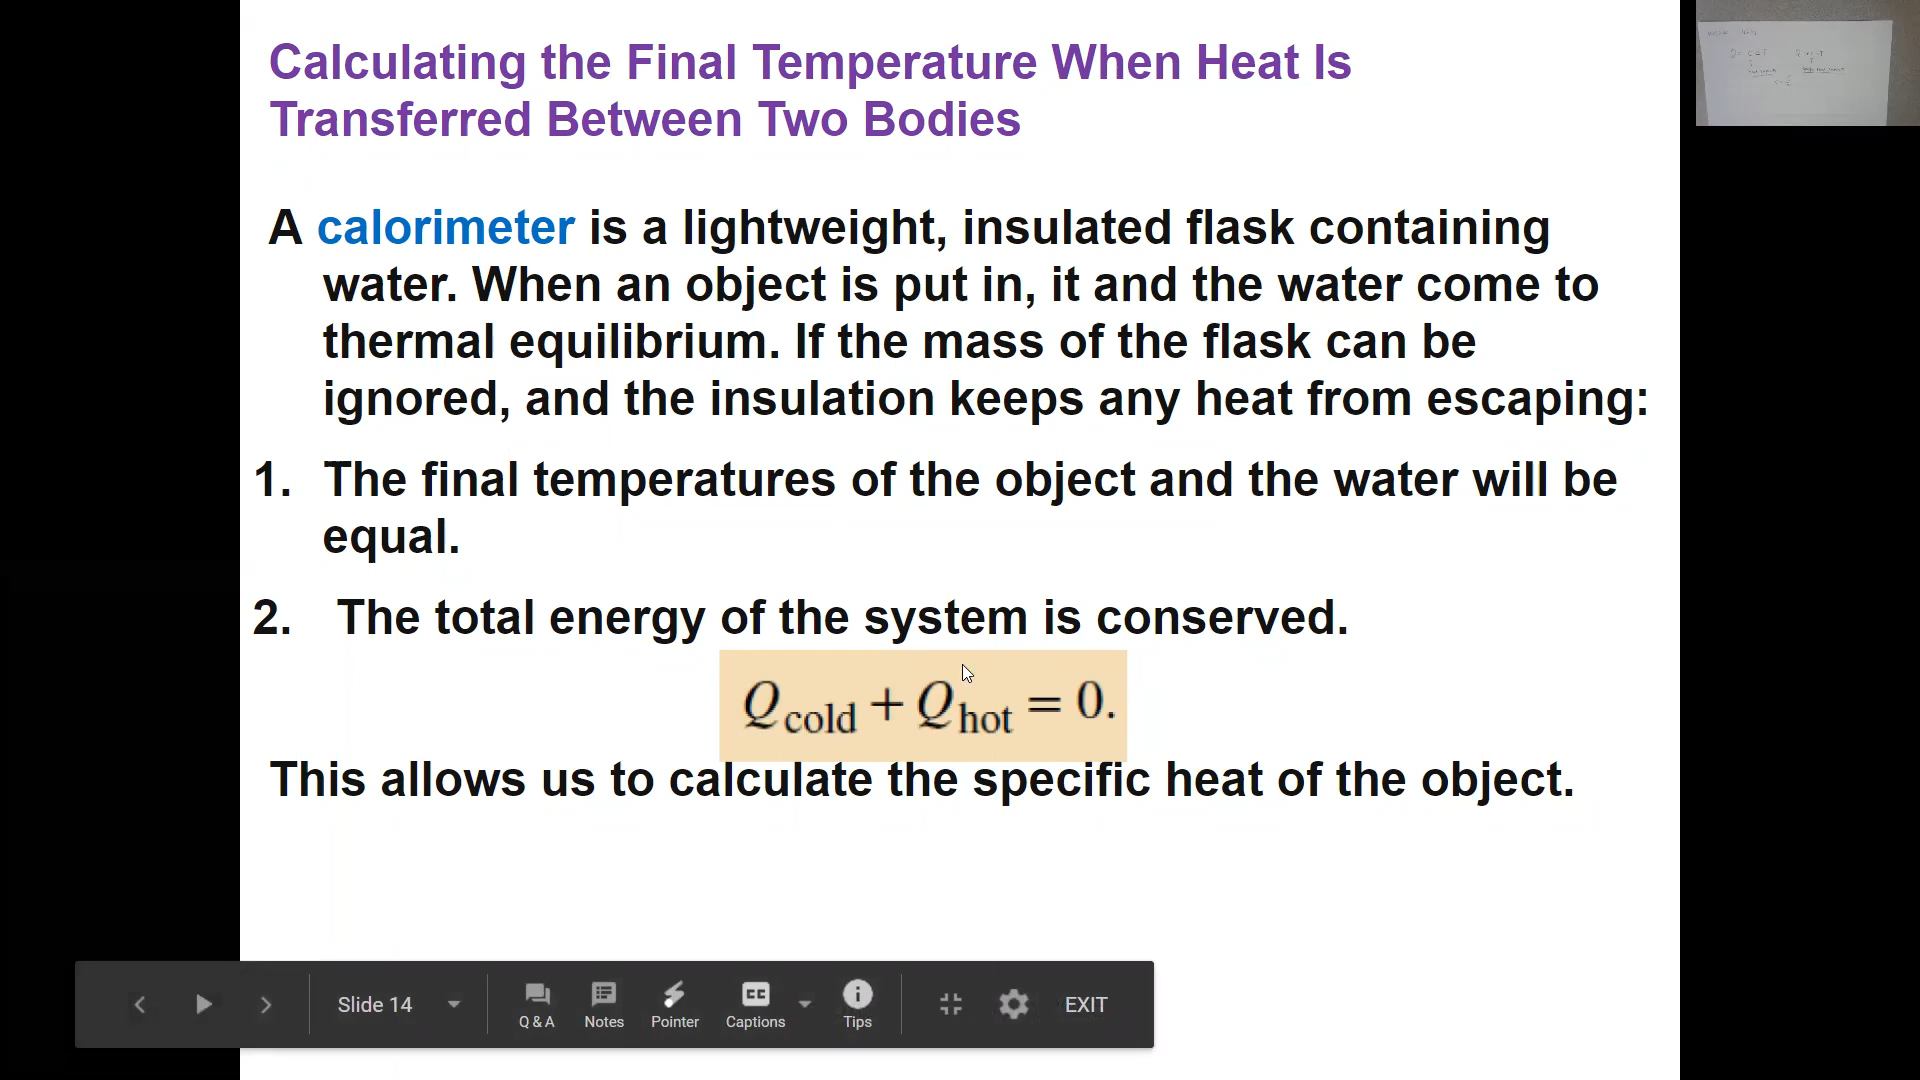 Calculating the Final Temperature When Heat Is
Transferred Between Two Bodies
A calorimeter is a lightweight, insulated flask containing
water. When an object is put in, it and the water come to
thermal equilibrium. If the mass of the flask can be
ignored, and the insulation keeps any heat from escaping:
1. The final temperatures of the object and the water will be
equal.
2. The total energy of the system is conserved.
Qcold + Qhot = 0.
This allows us to calculate the specific heat of the object.
Slide 14
Q & A
Notes
Pointer
CC
Captions
Tips
EXIT